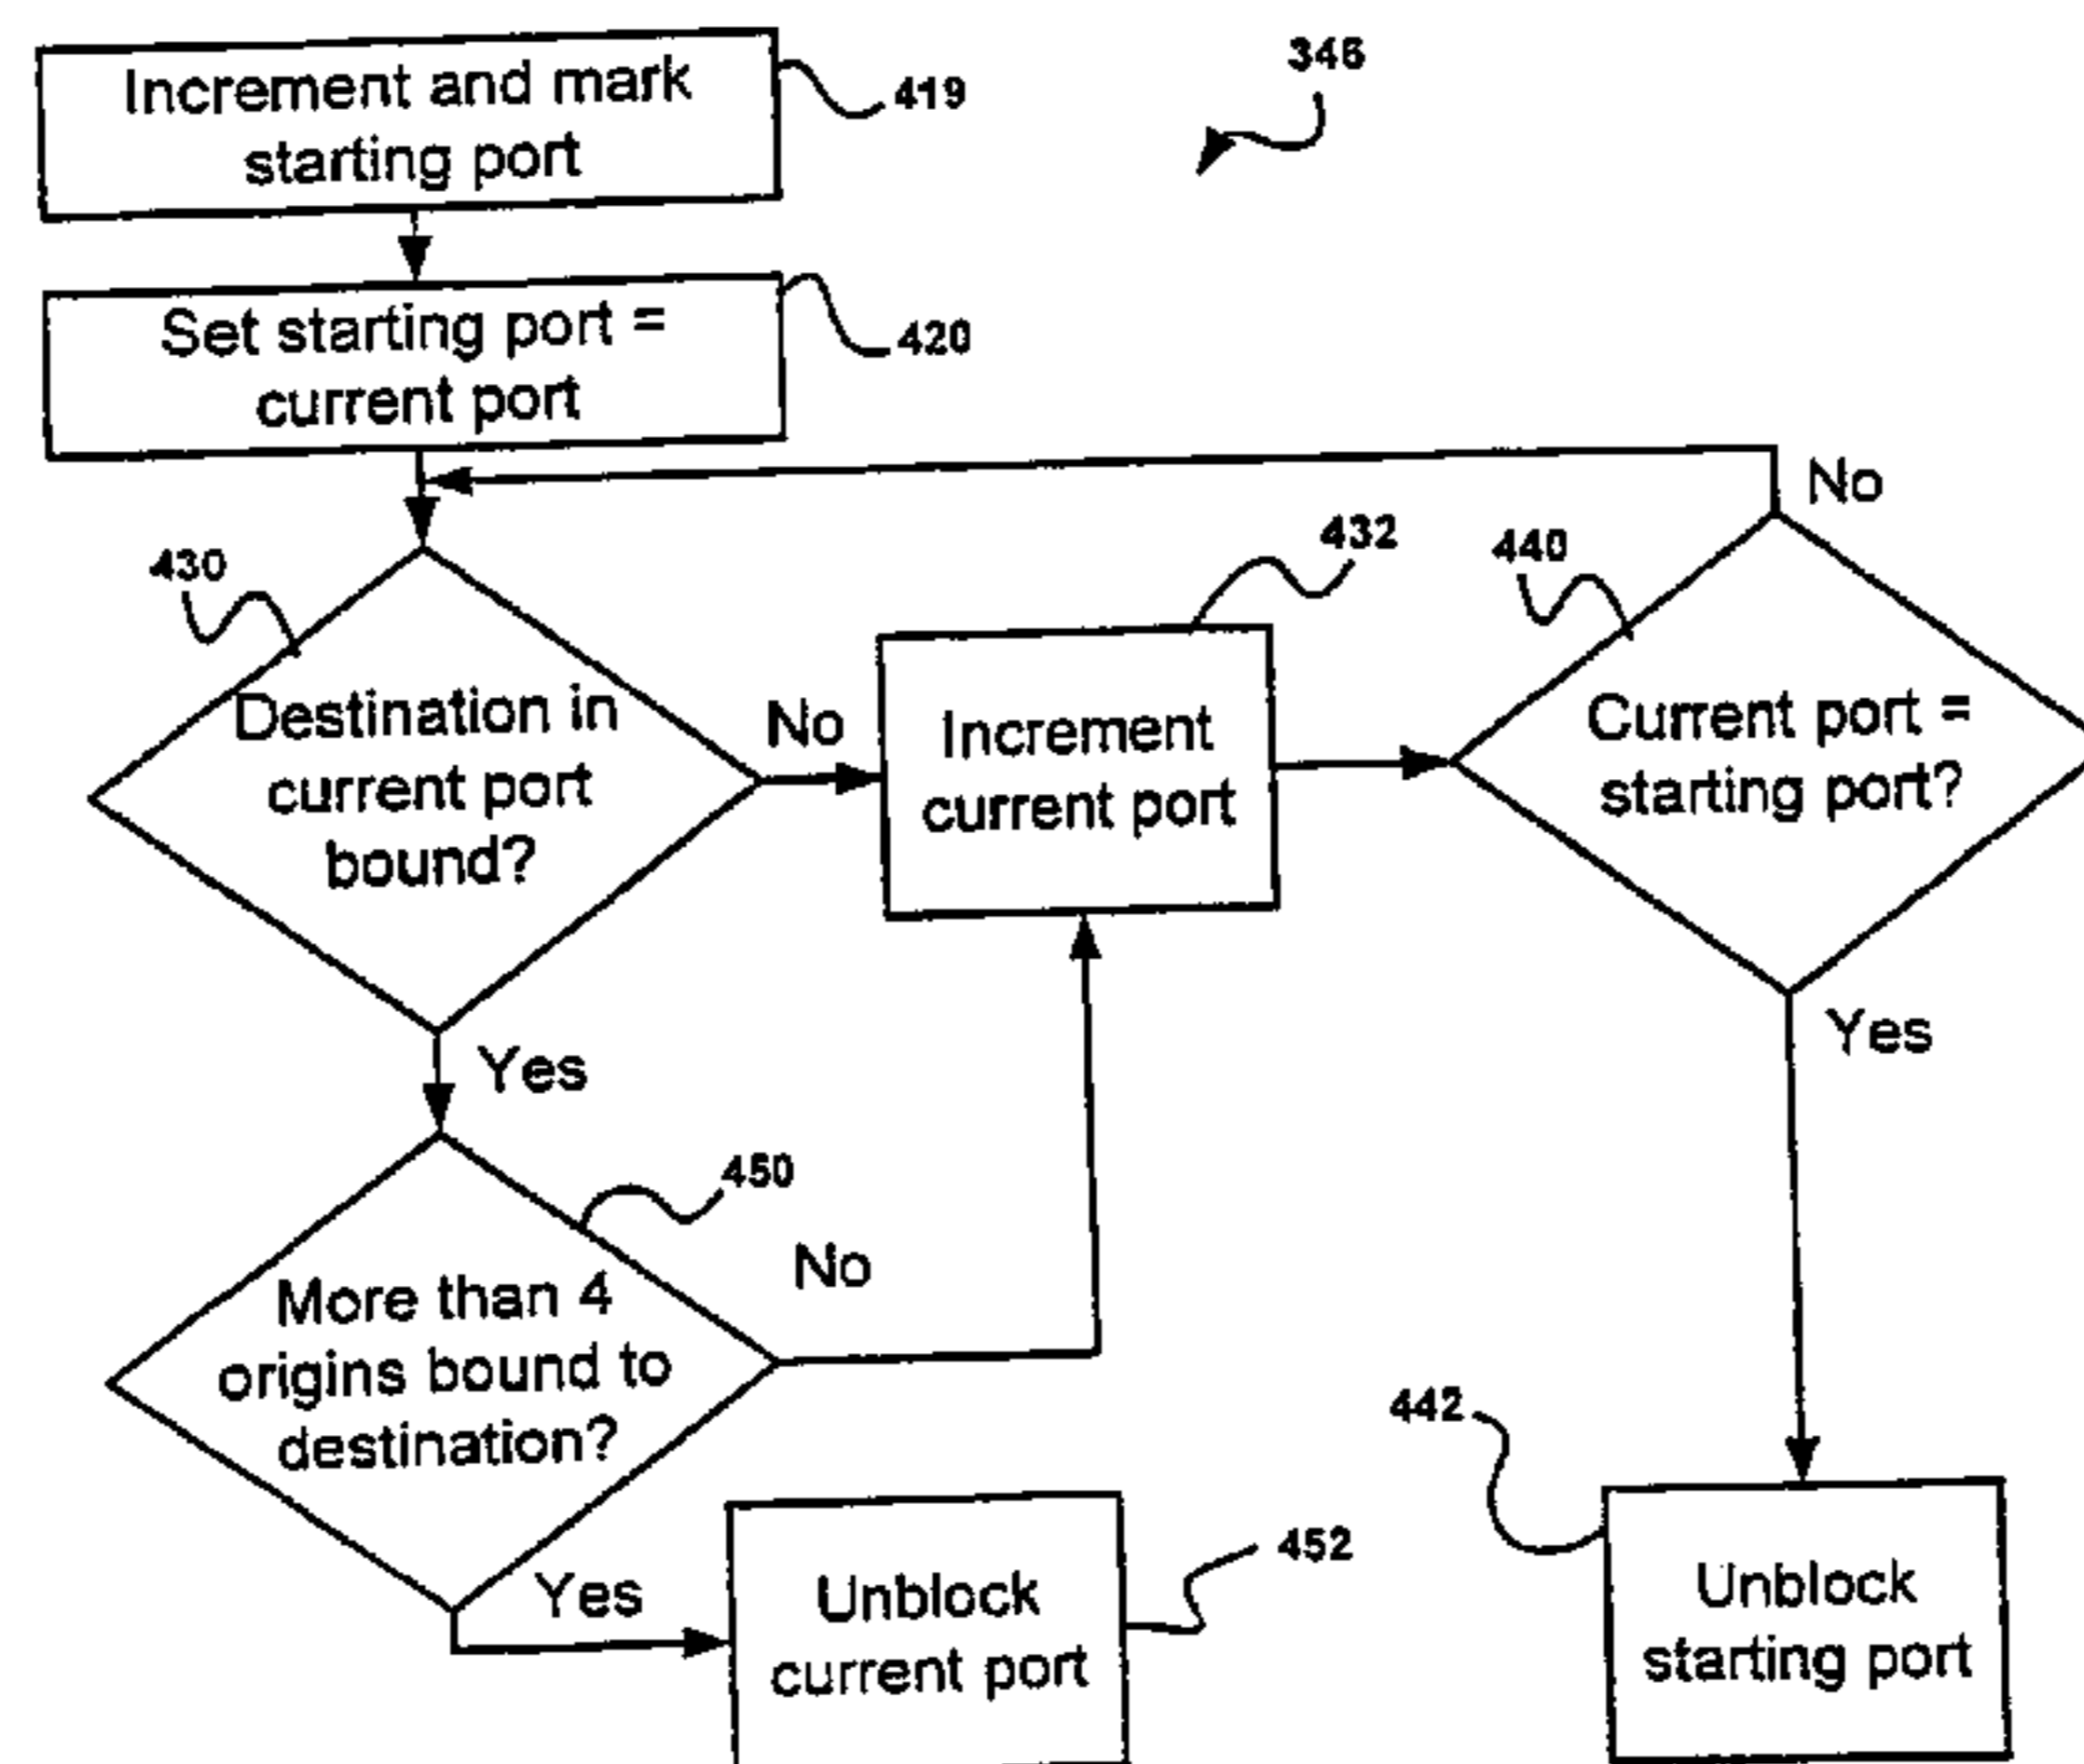 Increment and mark
starting port
419
346
Set starting port =
current port
420
No
430
432
440
Destination in
current port
bound?
No
Increment
current port
Current port =
starting port?
Yes
Yes
450
More than 4
origins bound to
destination?
No
442
452
Yes
Unblock
current port
Unblock
starting port